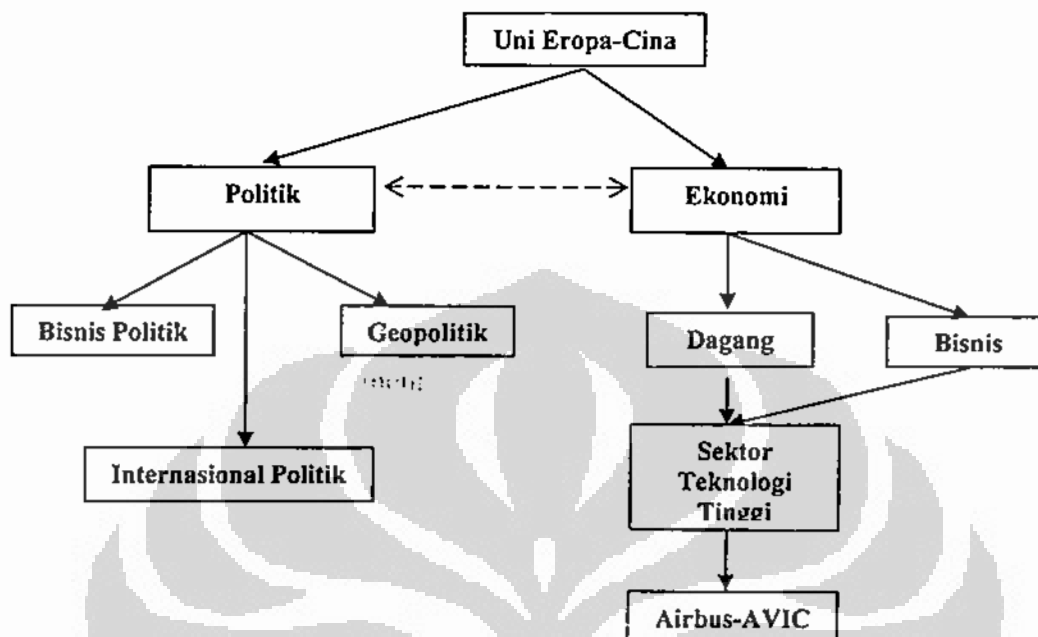 Uni Eropa-Cina
Politik
Ekonomi
Bisnis Politik
Geopolitik
Dagang
Bisnis
Internasional Politik
Sektor
Teknologi
Tinggi
Airbus-AVIC